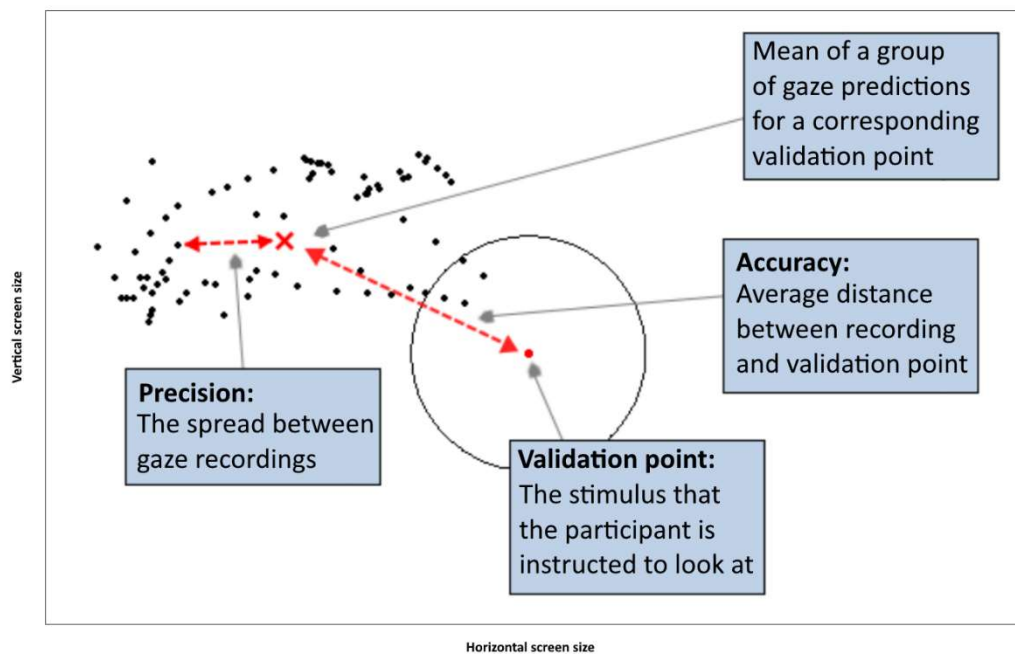 Mean of a group
of gaze predictions
for a corresponding
validation point
Accuracy:
Average distance
between recording
and validation point
Precision:
The spread between
gaze recordings
Validation point:
The stimulus that
the participant is
instructed to look at
Vertical screen size
Horizontal screen size